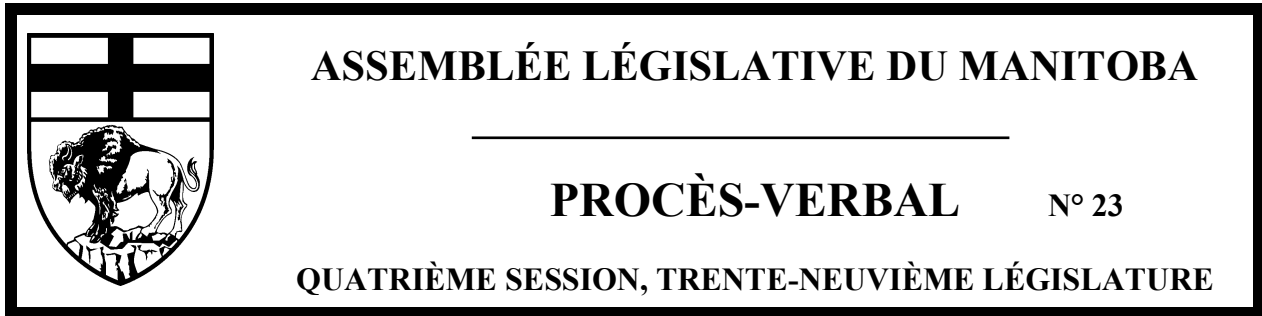 ASSEMBLÉE LÉGISLATIVE DU MANITOBA
PROCÈS-VERBAL N° 23
QUATRIÈME SESSION, TRENTE-NEUVIÈME LÉGISLATURE